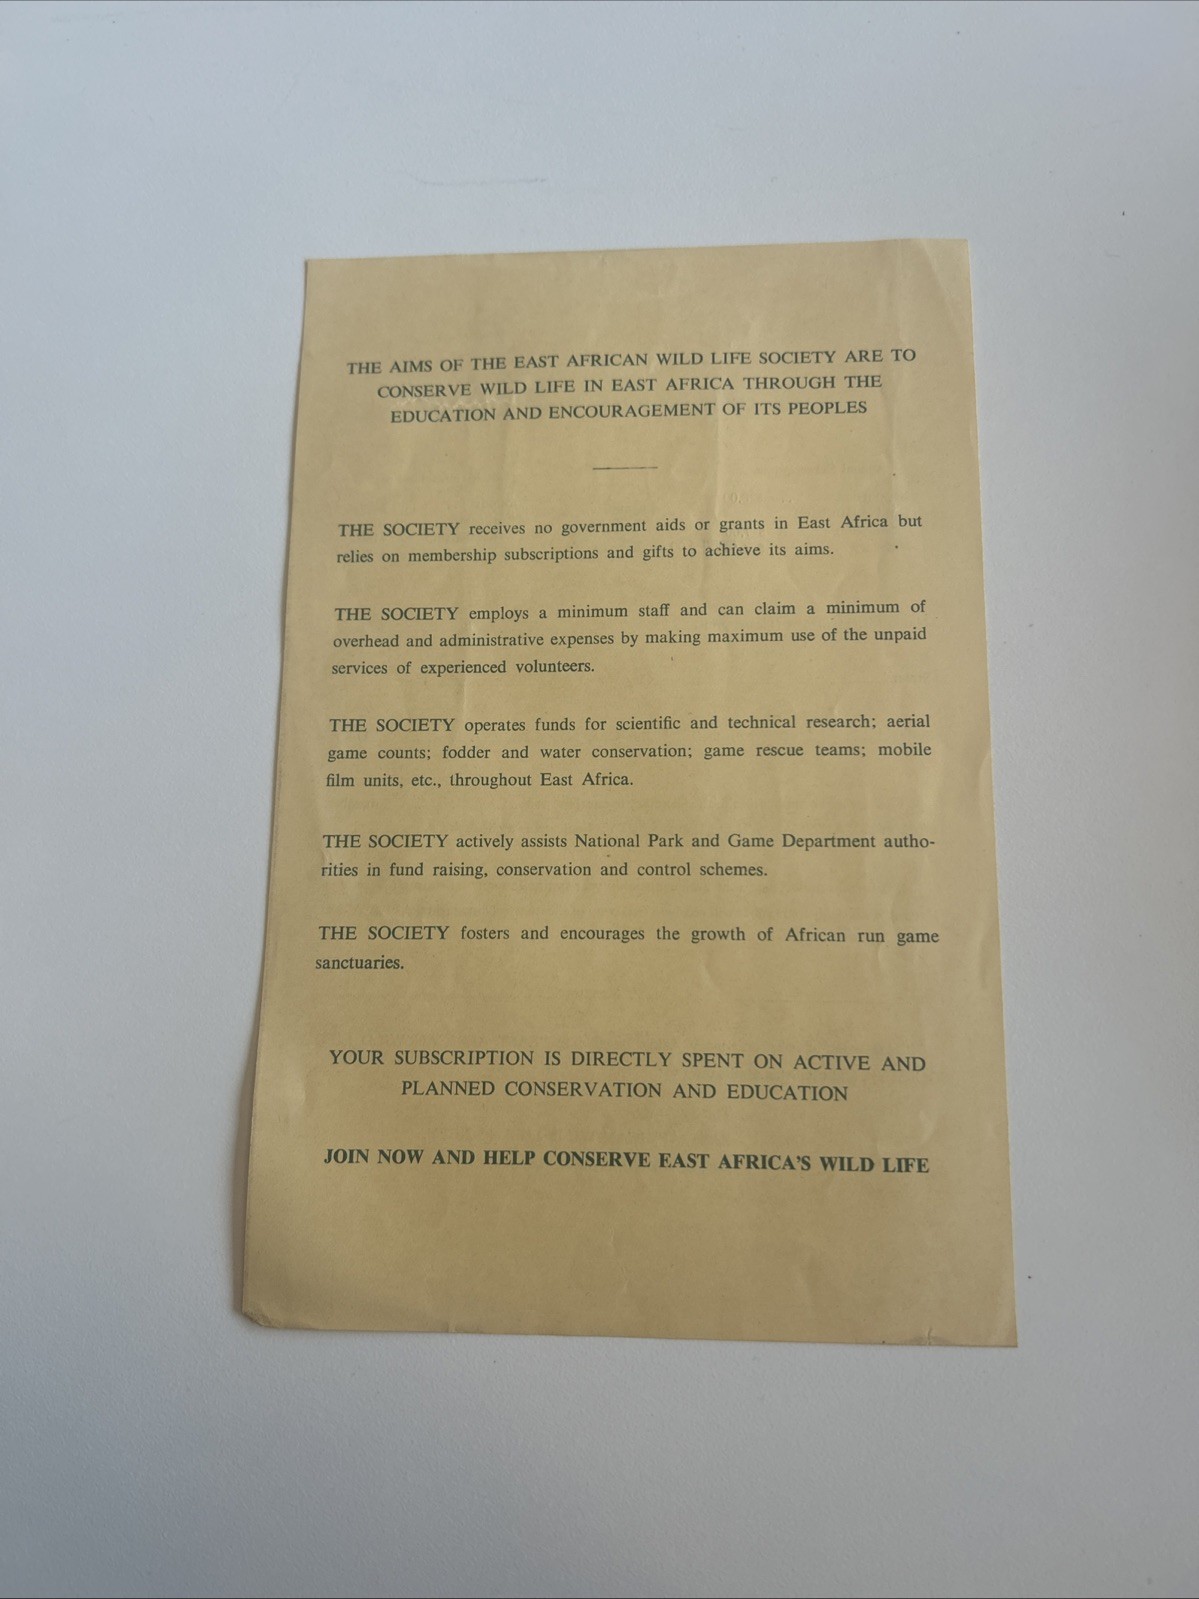 THE AIMS OF THE EAST AFRICAN WILD LIFE SOCIETY ARE TO
CONSERVE WILD LIFE IN EAST AFRICA THROUGH THE
EDUCATION AND ENCOURAGEMENT OF ITS PEOPLES
THE SOCIETY receives no government aids or grants in East Africa but
relies on membership subscriptions and gifts to achieve its aims.
THE SOCIETY employs a minimum staff and can claim a minimum of
overhead and administrative expenses by making maximum use of the unpaid
services of experienced volunteers.
THE SOCIETY operates funds for scientific and technical research; aerial
game counts; fodder and water conservation; game rescue teams; mobile
film units, etc., throughout East Africa.
THE SOCIETY actively assists National Park and Game Department autho-
rities in fund raising, conservation and control schemes.
THE SOCIETY fosters and encourages the growth of African run game
sanctuaries.
YOUR SUBSCRIPTION IS DIRECTLY SPENT ON ACTIVE AND
PLANNED CONSERVATION AND EDUCATION
JOIN NOW AND HELP CONSERVE EAST AFRICA'S WILD LIFE